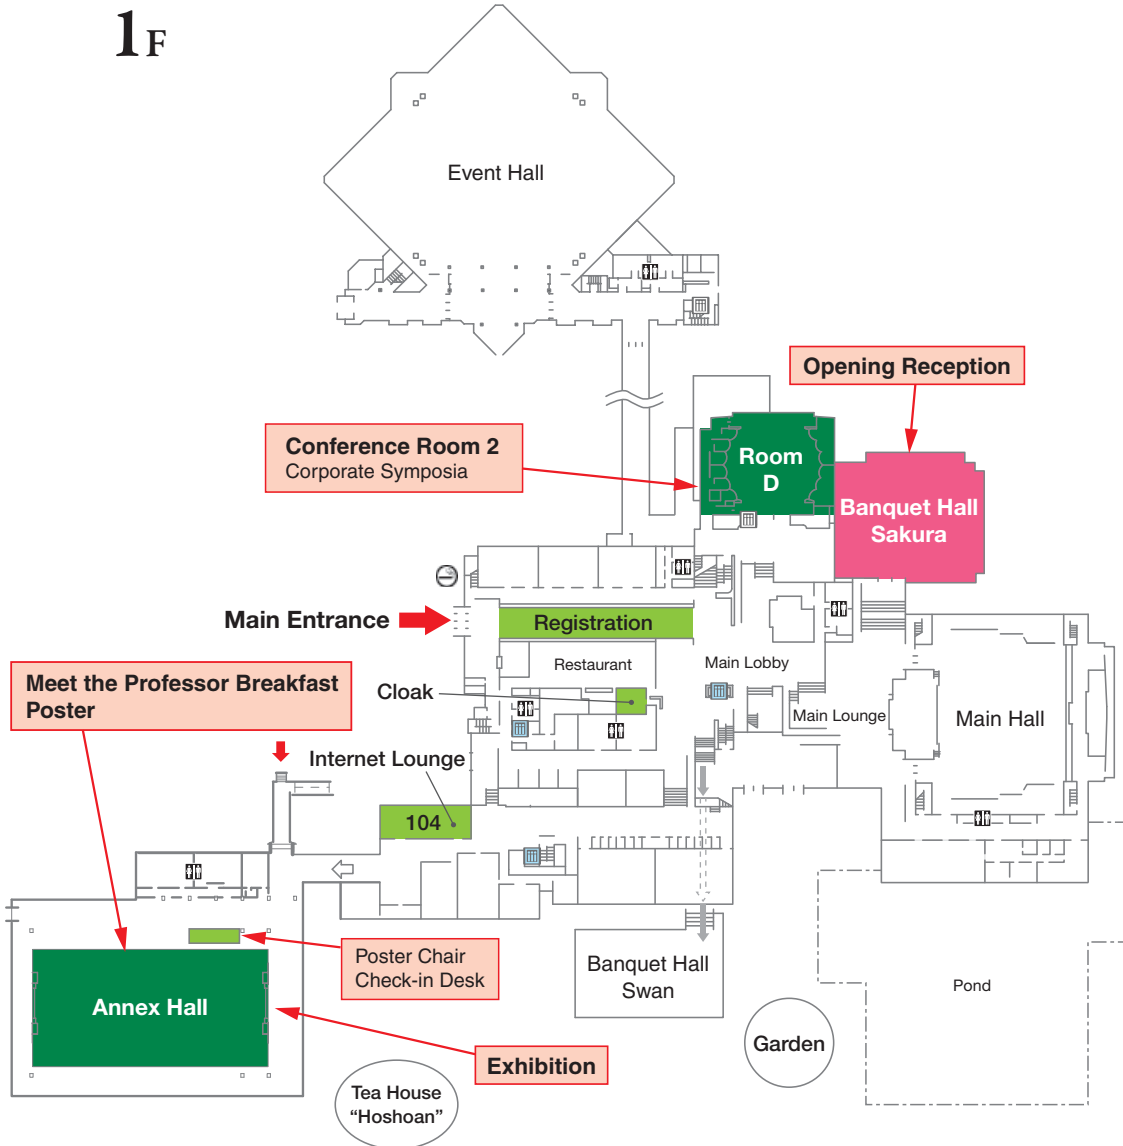 1F
Event Hall
Opening Reception
Conference Room 2
Corporate Symposia
Room
D
Banquet Hall
Sakura
Main Entrance
Registration
Restaurant
Main Lobby
Cloak
Meet the Professor Breakfast
Poster
Main Lounge
Main Hall
Internet Lounge
104
Poster Chair
Check-in Desk
Banquet Hall
Swan
Pond
Annex Hall
Garden
Exhibition
Tea House
“Hoshoan”